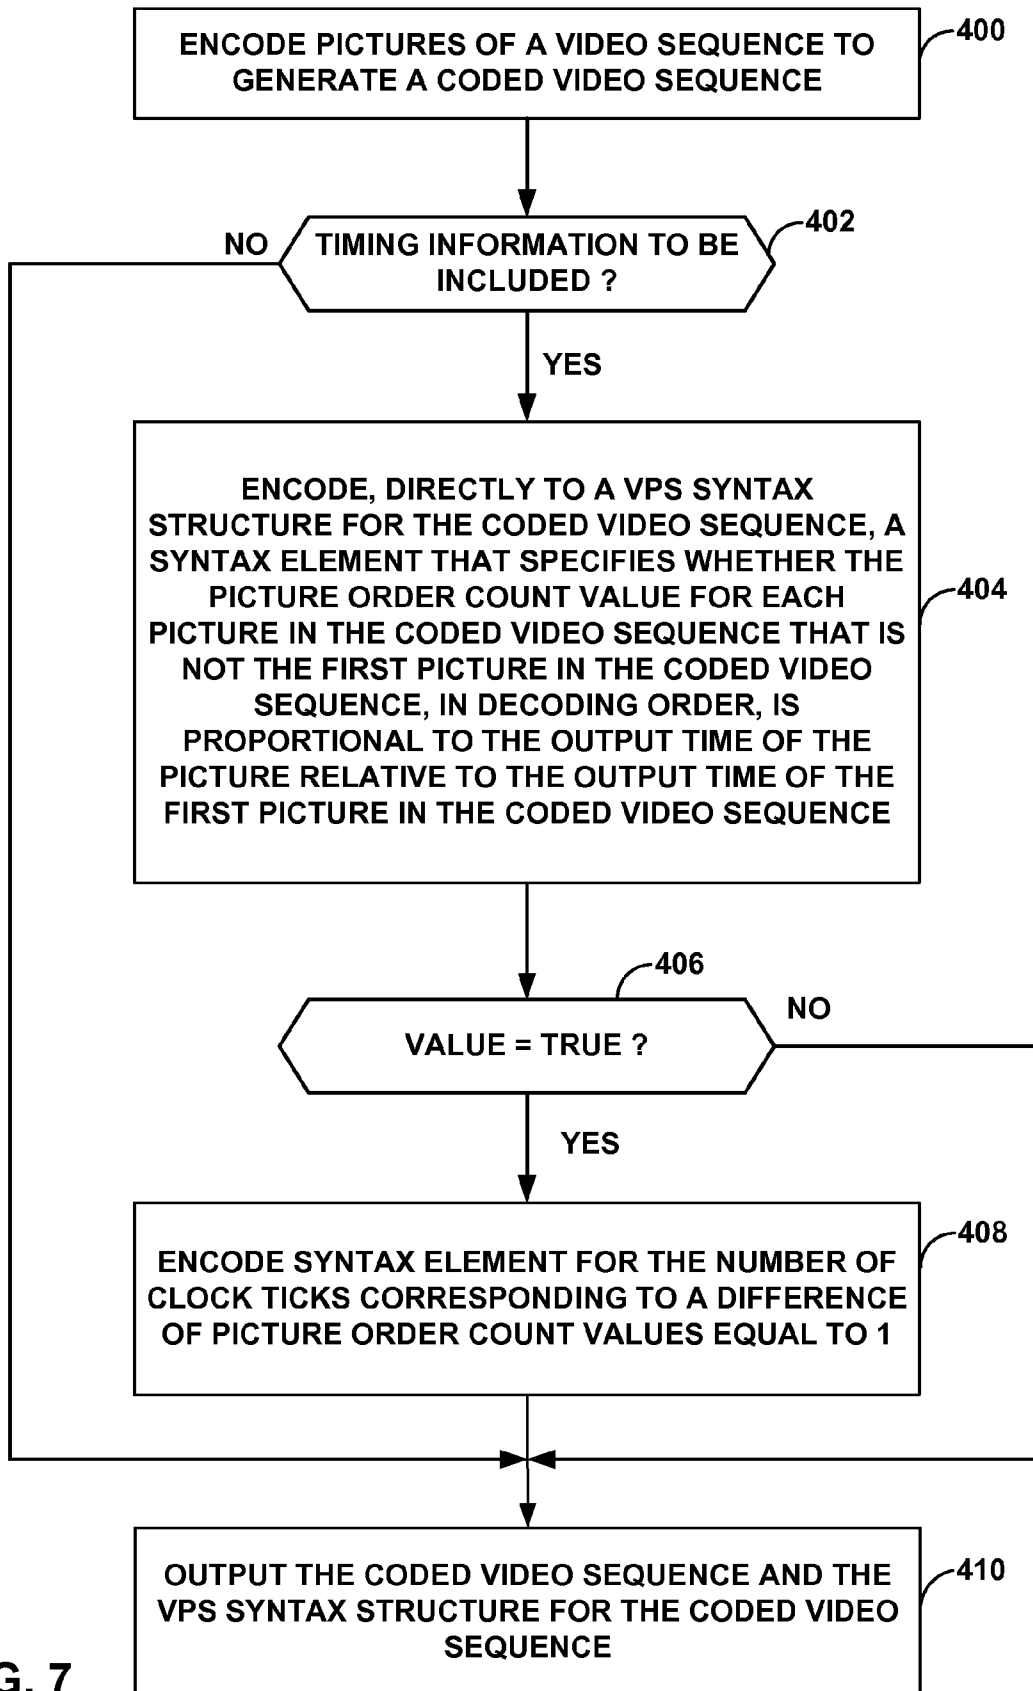 ENCODE PICTURES OF A VIDEO SEQUENCE TO
GENERATE A CODED VIDEO SEQUENCE
400
NO
TIMING INFORMATION TO BE
INCLUDED ?
402
YES
ENCODE, DIRECTLY TO A VPS SYNTAX
STRUCTURE FOR THE CODED VIDEO SEQUENCE, A
SYNTAX ELEMENT THAT SPECIFIES WHETHER THE
PICTURE ORDER COUNT VALUE FOR EACH
PICTURE IN THE CODED VIDEO SEQUENCE THAT IS
NOT THE FIRST PICTURE IN THE CODED VIDEO
SEQUENCE, IN DECODING ORDER, IS
PROPORTIONAL TO THE OUTPUT TIME OF THE
PICTURE RELATIVE TO THE OUTPUT TIME OF THE
FIRST PICTURE IN THE CODED VIDEO SEQUENCE
404
406
VALUE = TRUE ?
NO
YES
ENCODE SYNTAX ELEMENT FOR THE NUMBER OF
CLOCK TICKS CORRESPONDING TO A DIFFERENCE
OF PICTURE ORDER COUNT VALUES EQUAL TO 1
408
OUTPUT THE CODED VIDEO SEQUENCE AND THE
VPS SYNTAX STRUCTURE FOR THE CODED VIDEO
SEQUENCE
410
G. 7